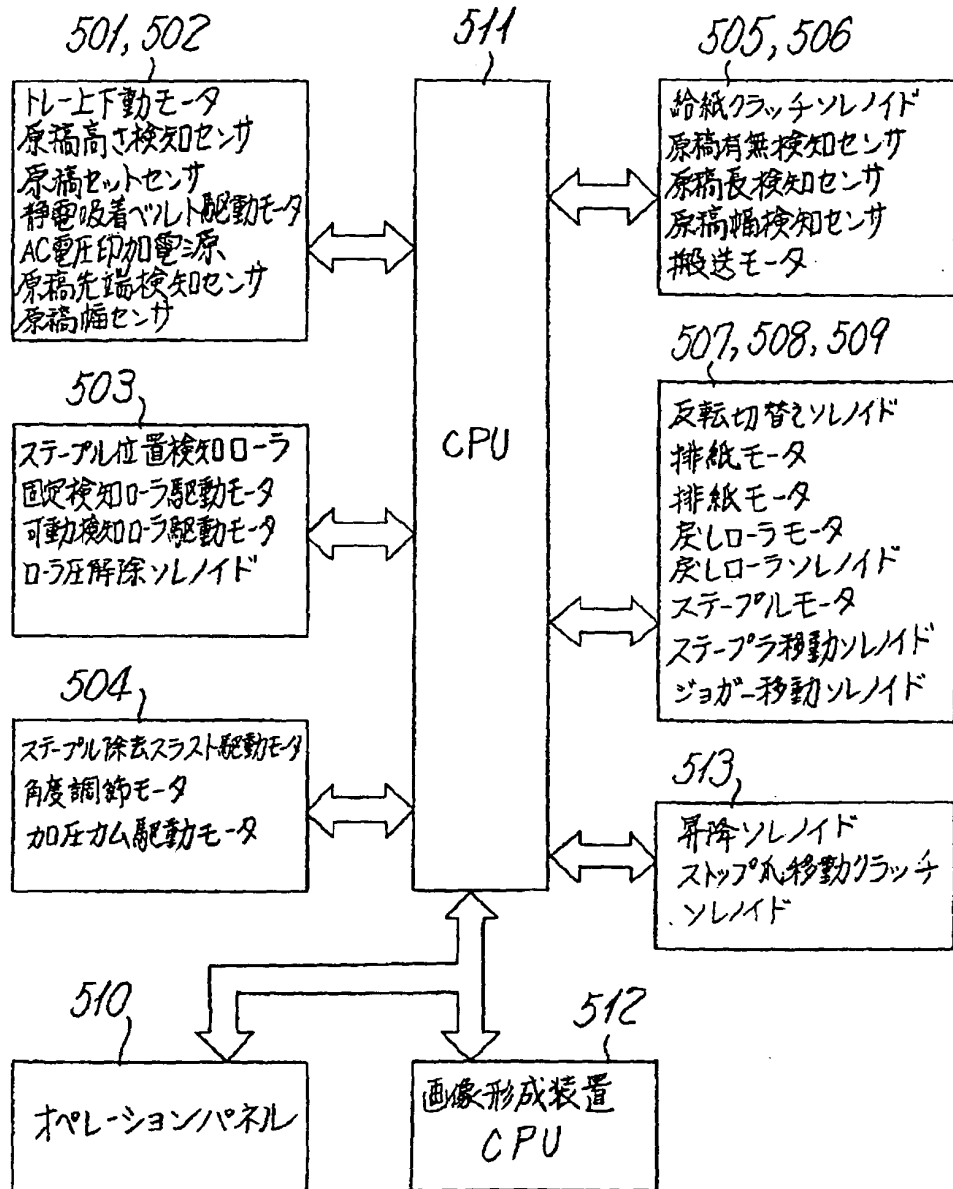 501, 502
トレー上下動モータ
原稿高さ検知センサ
原稿セットセンサ
静電吸着ベルト駆動モータ
AC電圧印加電源
原稿先端検知センサ
原稿幅センサ
503
ステープル位置検知ローラ
固定検知ローラ駆動モータ
可動検知ローラ駆動モータ
ローラ圧解除ソレノイド
504
ステープル除去スラスト駆動モータ
角度調節モータ
加圧カム駆動モータ
511
CPU
505, 506
給紙クラッチソレノイド
原稿有無検知センサ
原稿長検知センサ
原稿幅検知センサ
搬送モータ
507, 508, 509
反転切替えソレノイド
排紙モータ
排紙モータ
戻しローラモータ
戻しローラソレノイド
ステープルモータ
ステープラ移動ソレノイド
ジョガー移動ソレノイド
513
昇降ソレノイド
ストップ爪移動クラッチ
ソレノイド
510
オペレーションパネル
512
画像形成装置
CPU